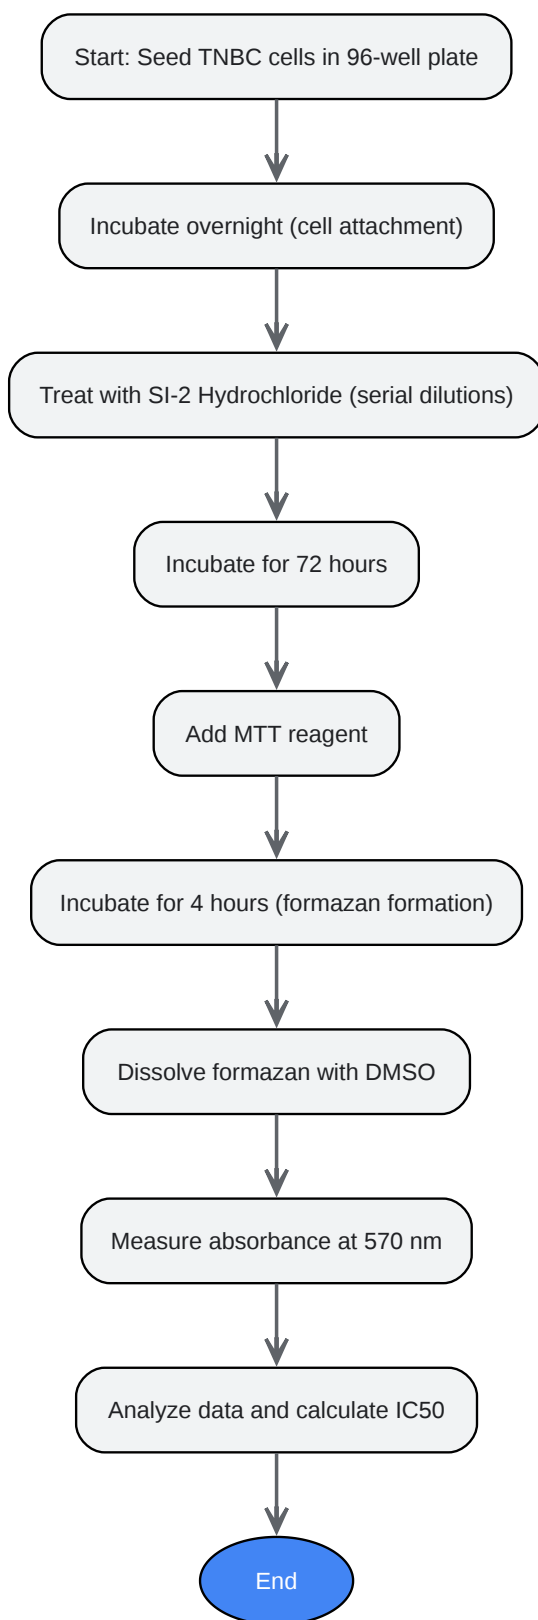 Start: Seed TNBC cells in 96-well plate
Incubate overnight (cell attachment)
Treat with SI-2 Hydrochloride (serial dilutions)
Incubate for 72 hours
Add MTT reagent
Incubate for 4 hours (formazan formation)
Dissolve formazan with DMSO
Measure absorbance at 570 nm
Analyze data and calculate IC50
End